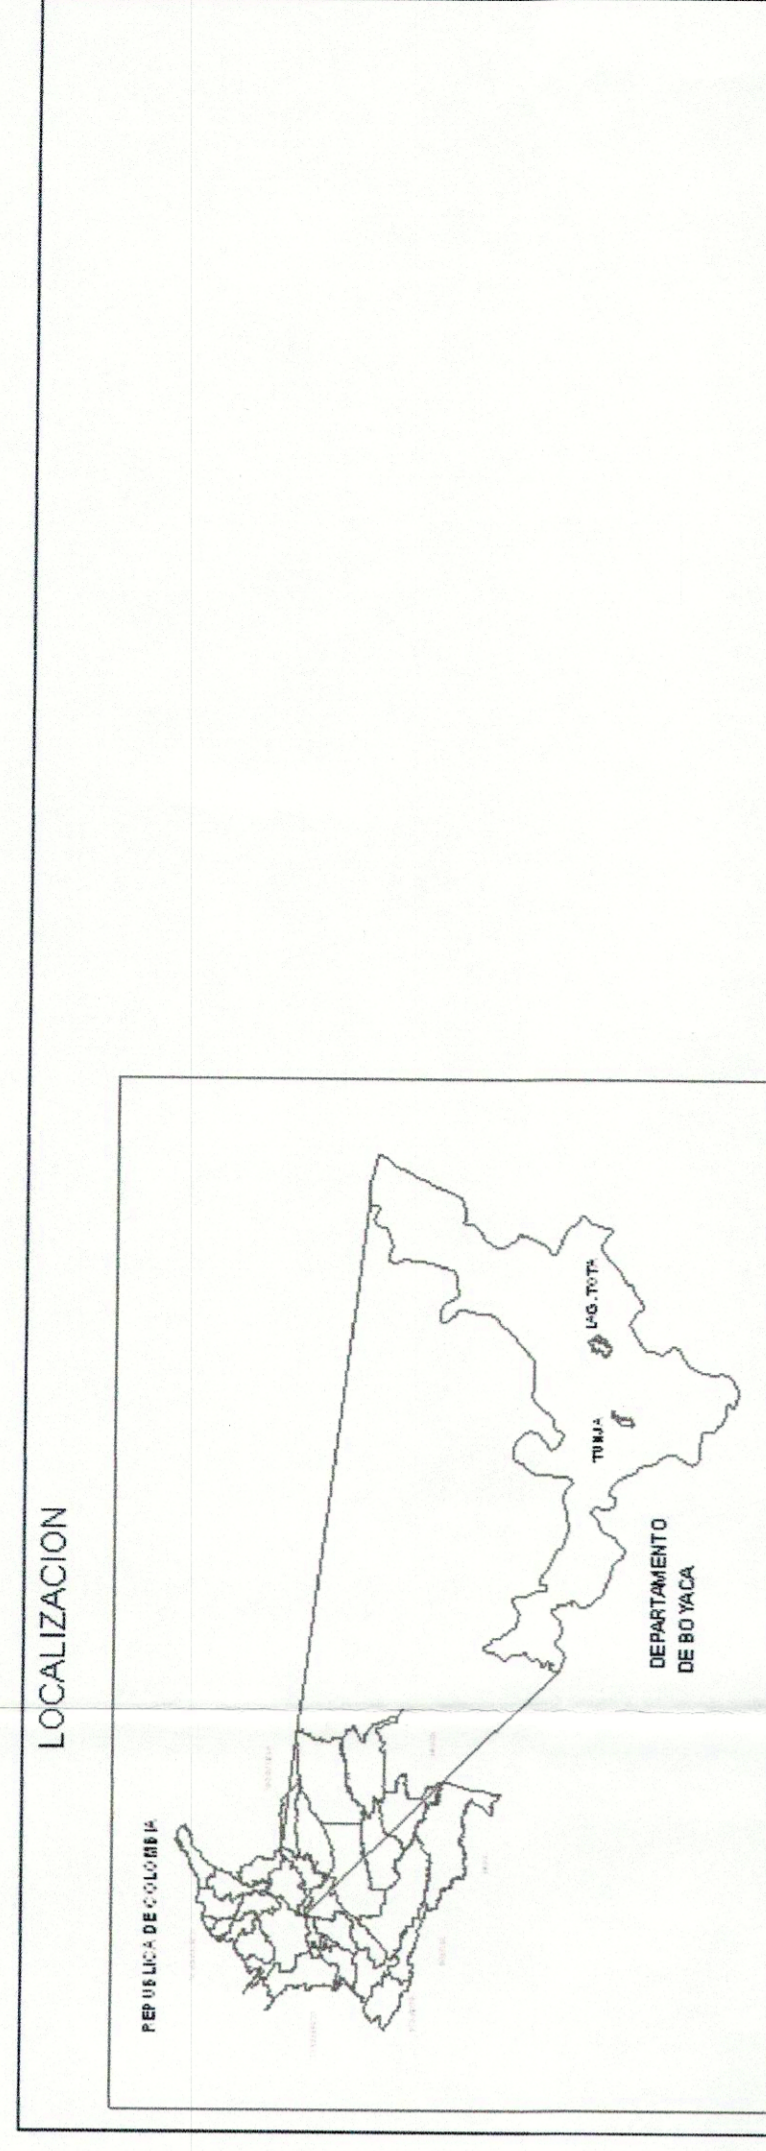 LOCALIZACION
REPUBLICA DE COLOMBIA
LAG. TOTA
TUNJA
DEPARTAMENTO
DE BOYACA